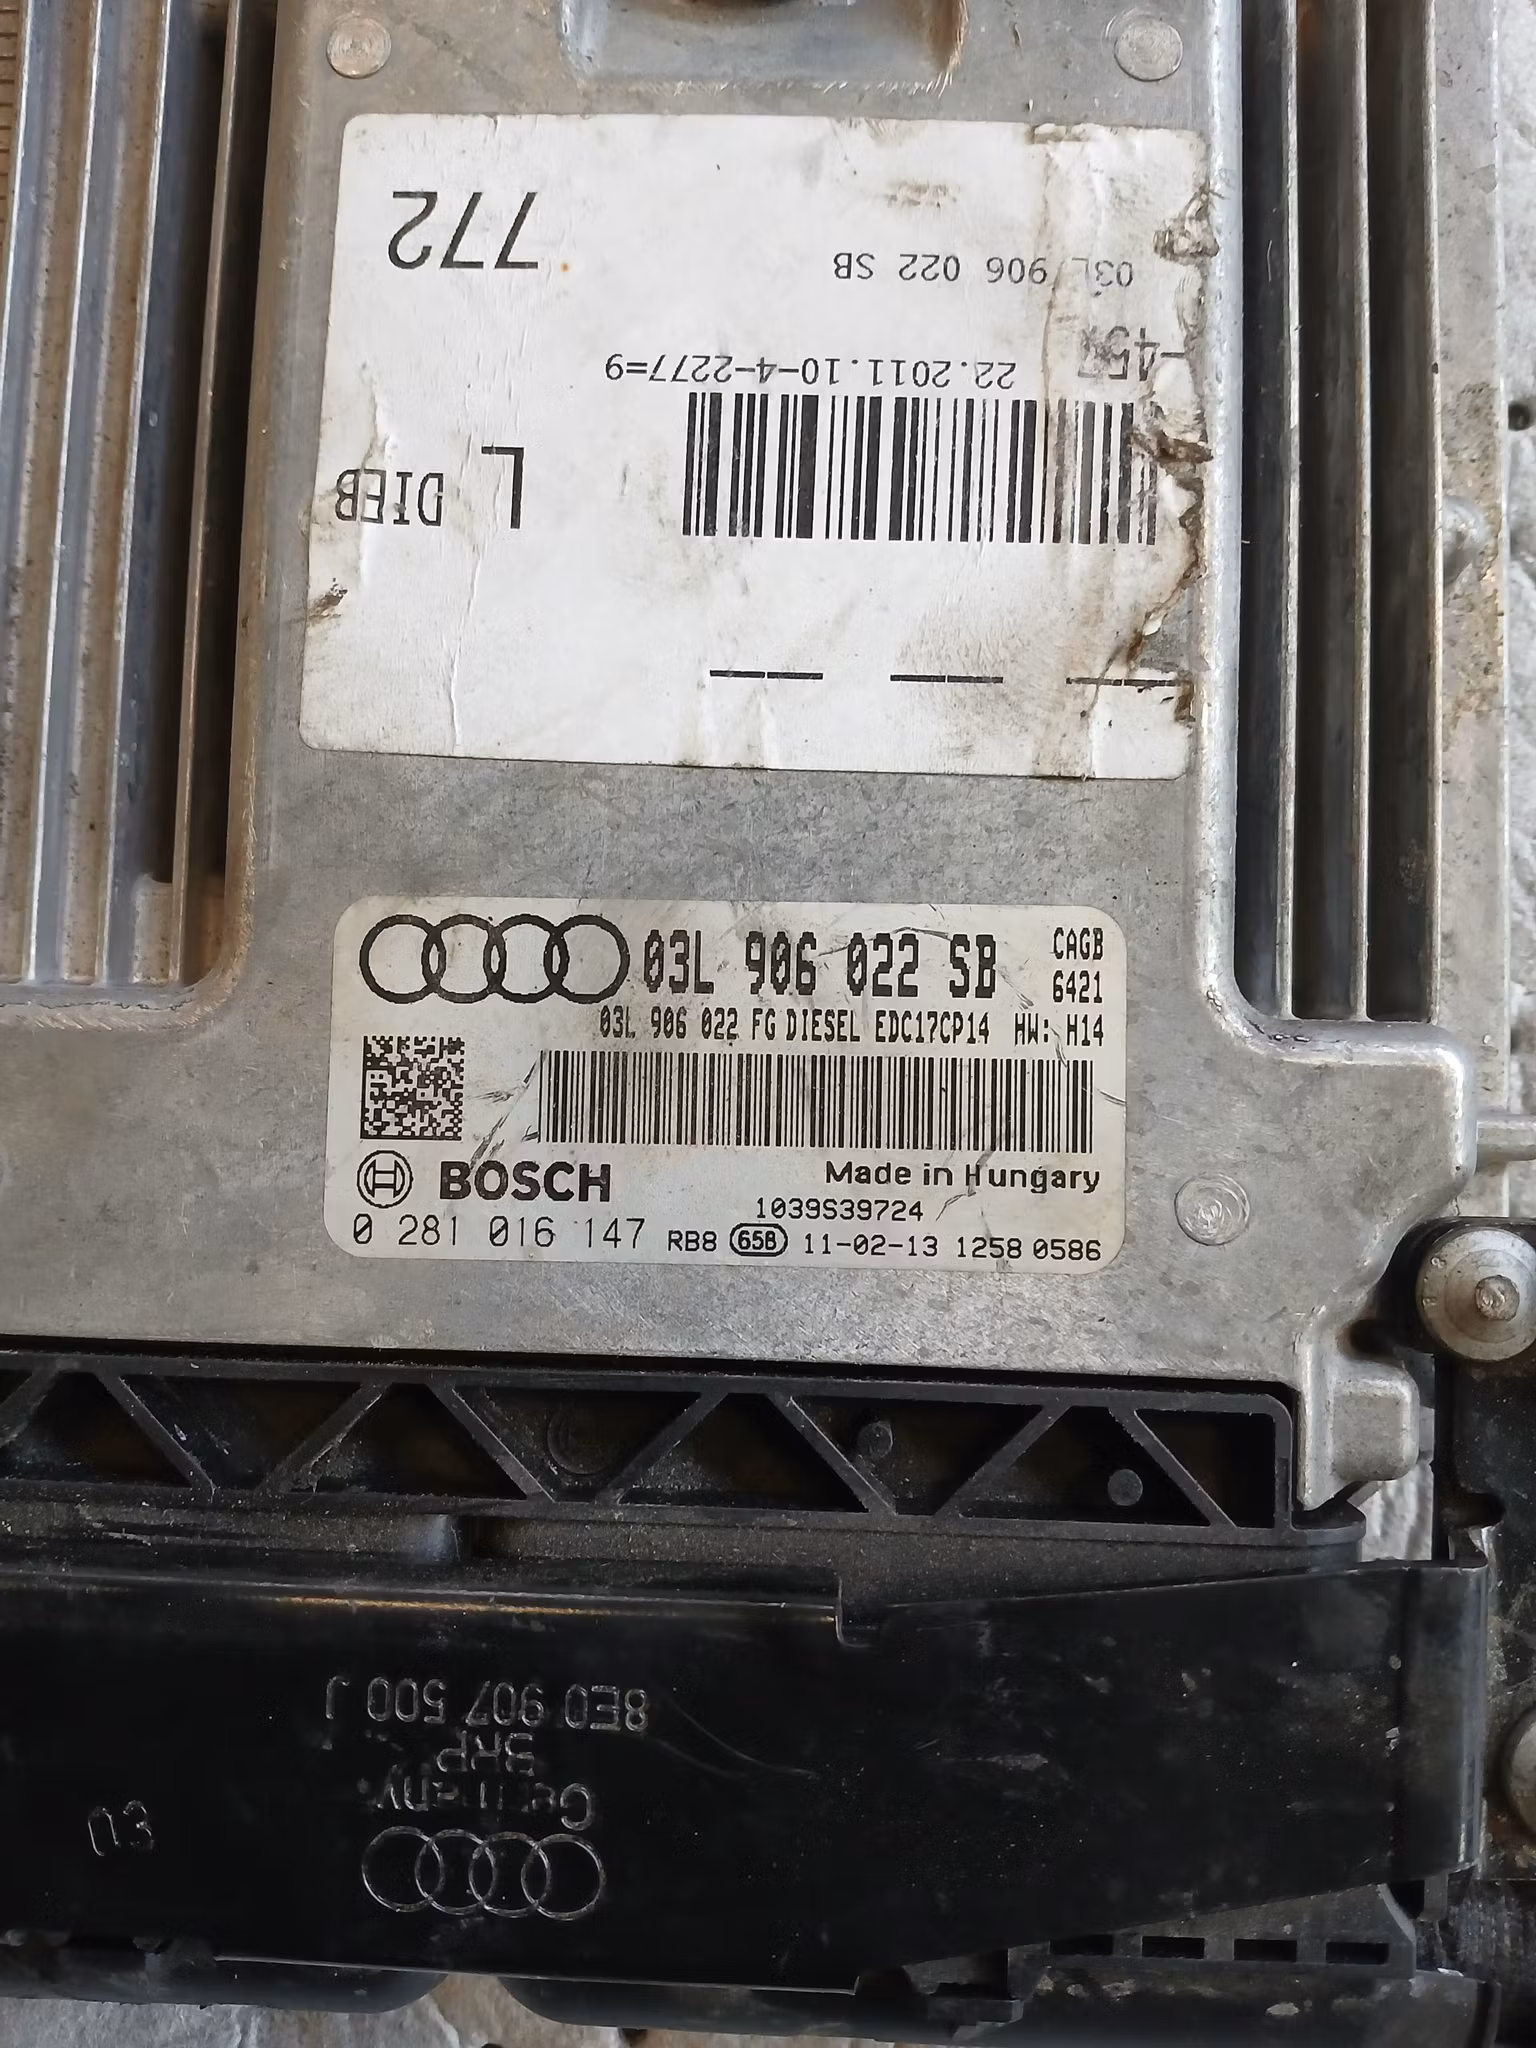 772
03L 906 022 SB
22.2011.10-4-2277=9
L
DIEB
03L 906 022 SB
CAGB
6421
03L 906 022 FG DIESEL EDC17CP14 HW: H14
BOSCH
Made in Hungary
1039S39724
0 281 016 147 RB8 65B 11-02-13 1258 0586
8E0 907 500 J
Germany
03